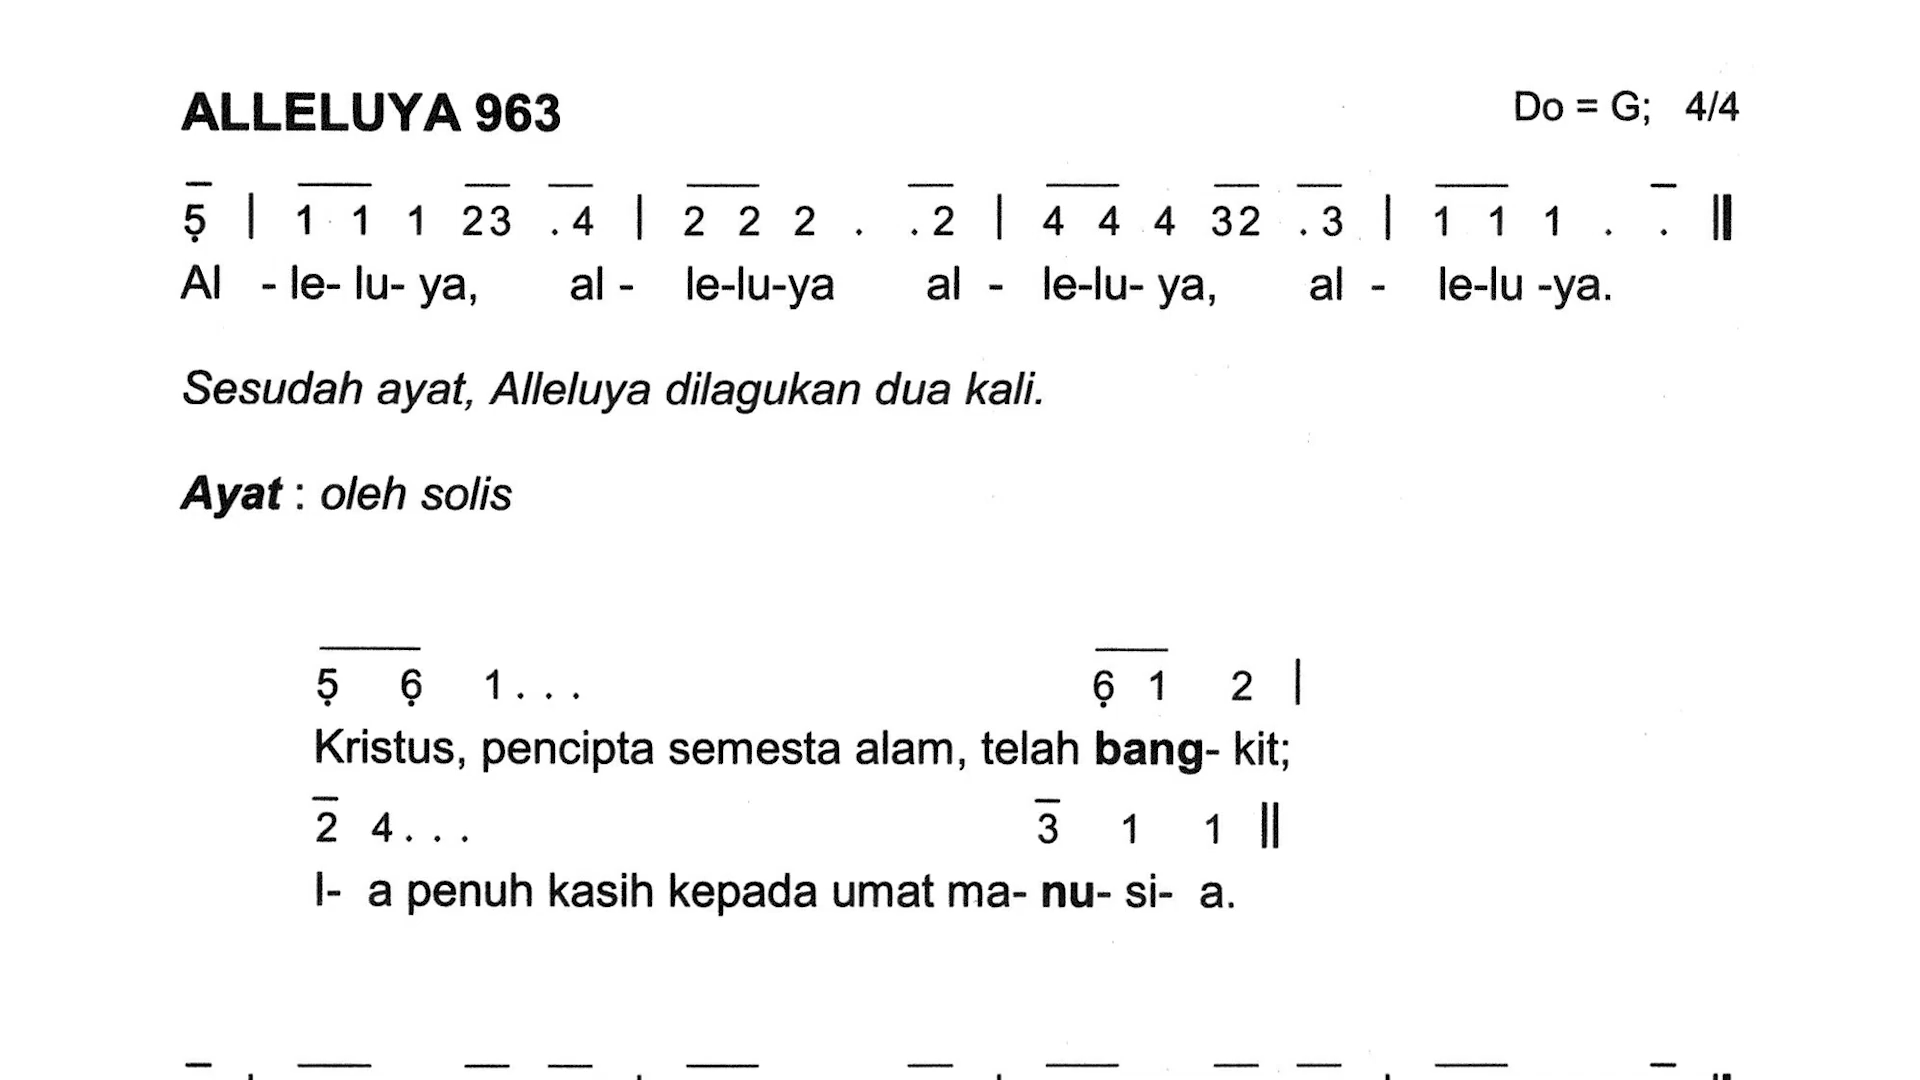 ALLELUYA 963 Do = G; 4/4
5̣ | 1 1 1 23 .4 | 2 2 2 . .2 | 4 4 4 32 .3 | 1 1 1 . . ||
Al - le- lu- ya, al - le-lu-ya al - le-lu- ya, al - le-lu -ya.
Sesudah ayat, Alleluya dilagukan dua kali.
Ayat : oleh solis
5̣ 6̣ 1 . . . 6̣ 1 2 |
Kristus, pencipta semesta alam, telah bang- kit;
2 4 . . . 3 1 1 ||
I- a penuh kasih kepada umat ma- nu- si- a.